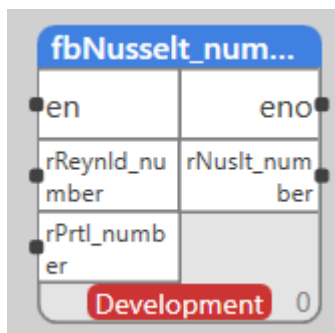 fbNusselt_num...
en eno
rReynld_nu rNuslt_num
mber ber
rPrtl_numb
er
Development 0